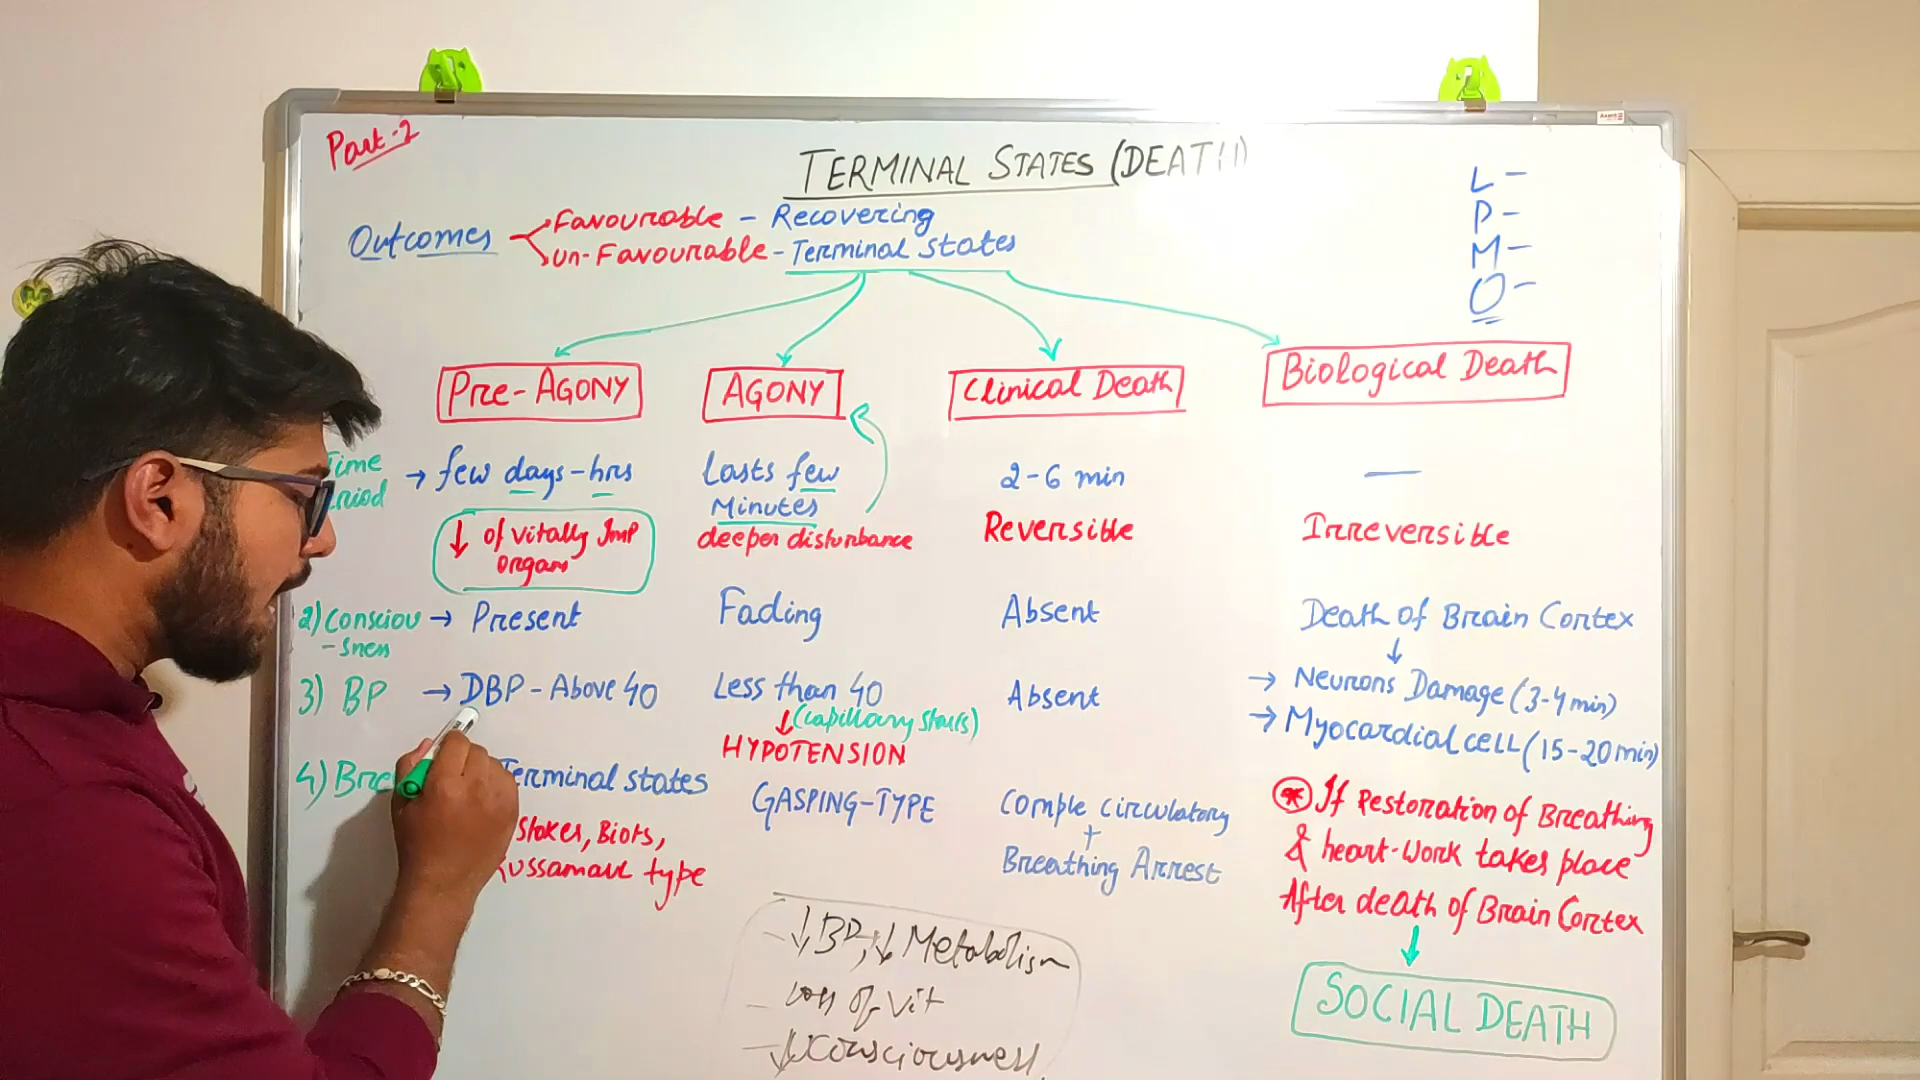 Part-2
TERMINAL STATES (DEATH)
L -
P -
M -
O -
Outcomes
Favourable - Recovering
un-Favourable - Terminal states
Pre-AGONY
AGONY
Clinical Death
Biological Death
Time
→ few days-hrs
Lasts few
Minutes
2-6 min
—
↓ of vitally Imp
organs
deeper disturbance
Reversible
Irreversible
2) Consciou
-sness
→ Present
Fading
Absent
Death of Brain Cortex
↓
3) BP
→ DBP - Above 40
Less than 40
↓ (capillary stasis)
HYPOTENSION
Absent
→ Neurons Damage (3-4 min)
→ Myocardial cell (15-20 min)
4) Bre
Terminal states
stokes, Biots,
Kussamaul type
GASPING-TYPE
Comple circulatory
+
Breathing Arrest
* If Restoration of Breathing
& heart-work takes place
After death of Brain Cortex
↓
SOCIAL DEATH
- ↓ BP, ↓ Metabolism
- loss of Vit
- ↓ Consciousness